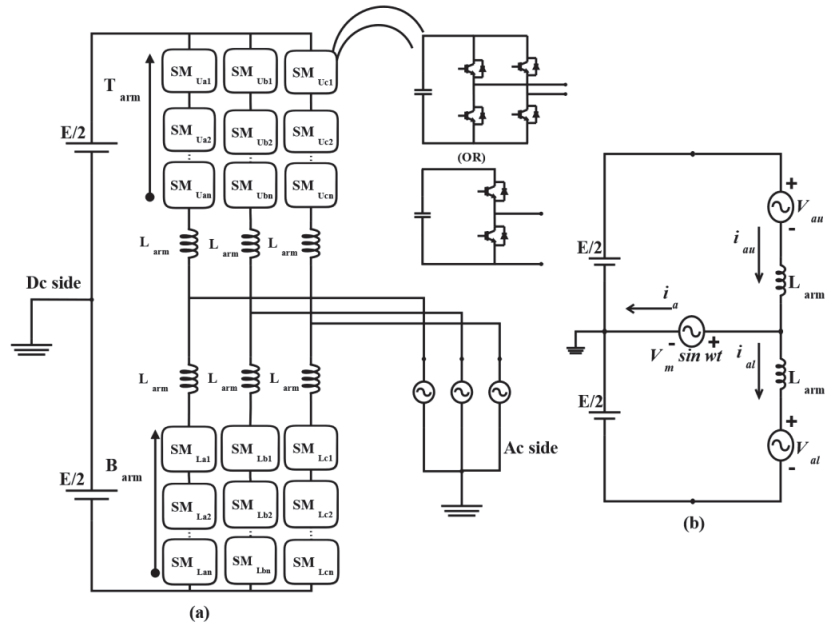 T arm
SM Ua1 SM Ub1 SM Uc1
SM Ua2 SM Ub2 SM Uc2
SM Uan SM Ubn SM Ucn
E/2
L arm L arm L arm
Dc side
L arm L arm L arm
B arm
E/2
SM La1 SM Lb1 SM Lc1
SM La2 SM Lb2 SM Lc2
SM Lan SM Lbn SM Lcn
(a)
(OR)
Ac side
+
V au
-
i au
E/2
L arm
i a
- +
V m sin wt
i al
L arm
E/2
+
V al
-
(b)